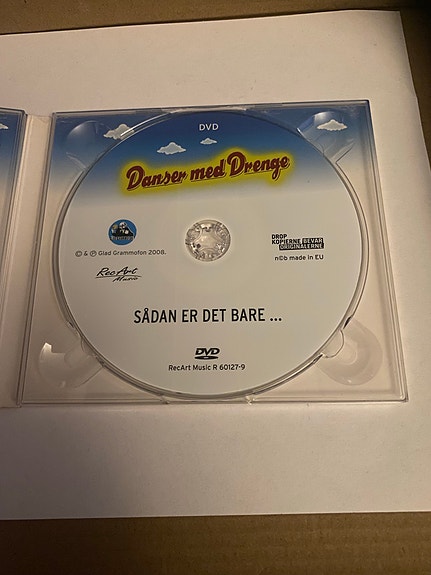 DVD
Danser med Drenge
© & ℗ Glad Grammofon 2008.
DROP
KOPIERNE BEVAR
ORIGINALERNE
n©b made in EU
RecArt
Music
SÅDAN ER DET BARE ...
DVD
RecArt Music R 60127-9